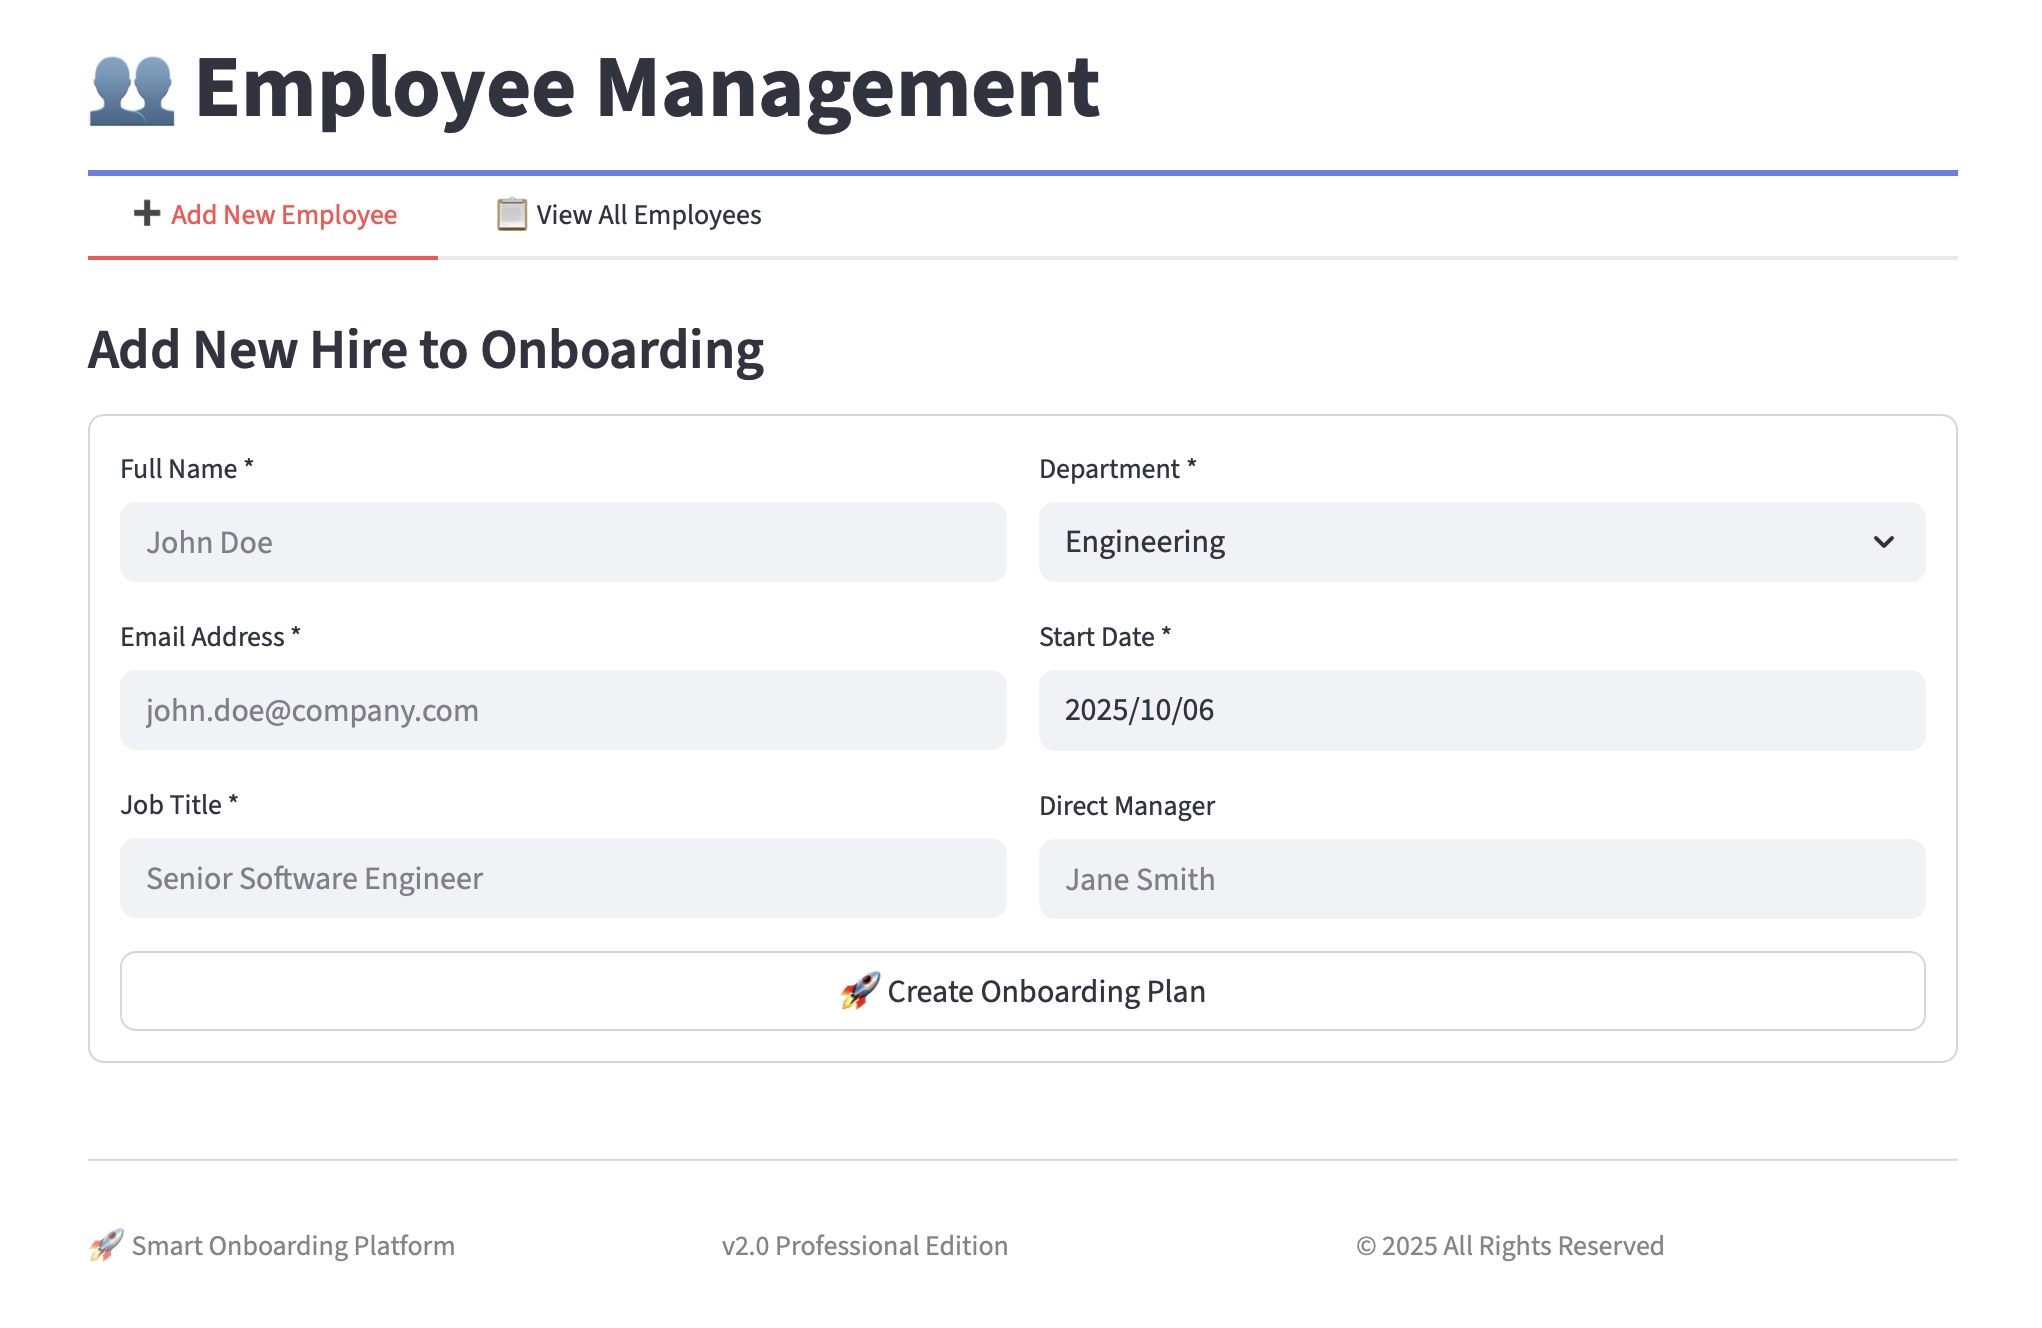 👥 Employee Management
➕ Add New Employee
📋 View All Employees
Add New Hire to Onboarding
Full Name *
John Doe
Department *
Engineering
Email Address *
john.doe@company.com
Start Date *
2025/10/06
Job Title *
Senior Software Engineer
Direct Manager
Jane Smith
🚀 Create Onboarding Plan
🚀 Smart Onboarding Platform
v2.0 Professional Edition
© 2025 All Rights Reserved